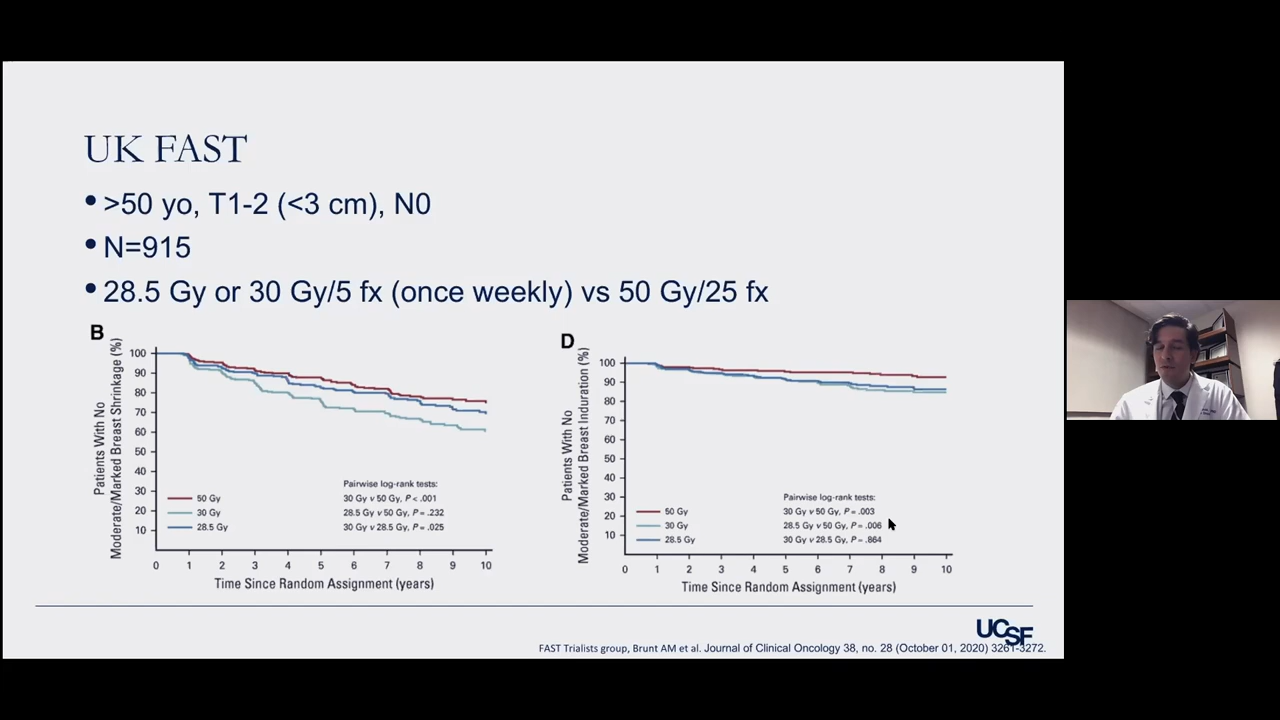 UK FAST
• >50 yo, T1-2 (<3 cm), N0
• N=915
• 28.5 Gy or 30 Gy/5 fx (once weekly) vs 50 Gy/25 fx
B
Patients With No
Moderate/Marked Breast Shrinkage (%)
100
90
80
70
60
50
40
30
20
10
50 Gy
30 Gy
28.5 Gy
Pairwise log-rank tests:
30 Gy v 50 Gy, P < .001
28.5 Gy v 50 Gy, P = .232
30 Gy v 28.5 Gy, P = .025
0 1 2 3 4 5 6 7 8 9 10
Time Since Random Assignment (years)
D
Patients With No
Moderate/Marked Breast Induration (%)
100
90
80
70
60
50
40
30
20
10
50 Gy
30 Gy
28.5 Gy
Pairwise log-rank tests:
30 Gy v 50 Gy, P = .003
28.5 Gy v 50 Gy, P = .006
30 Gy v 28.5 Gy, P = .864
0 1 2 3 4 5 6 7 8 9 10
Time Since Random Assignment (years)
UCSF
FAST Trialists group, Brunt AM et al. Journal of Clinical Oncology 38, no. 28 (October 01, 2020) 3261-3272.